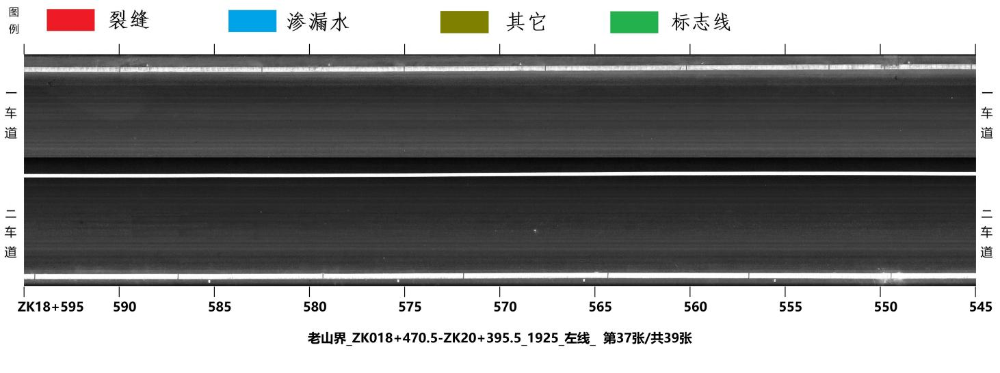 图例 裂缝 渗漏水 其它 标志线
一车道 一车道
二车道 二车道
ZK18+595 590 585 580 575 570 565 560 555 550 545
老山界_ZK018+470.5-ZK20+395.5_1925_左线_ 第37张/共39张